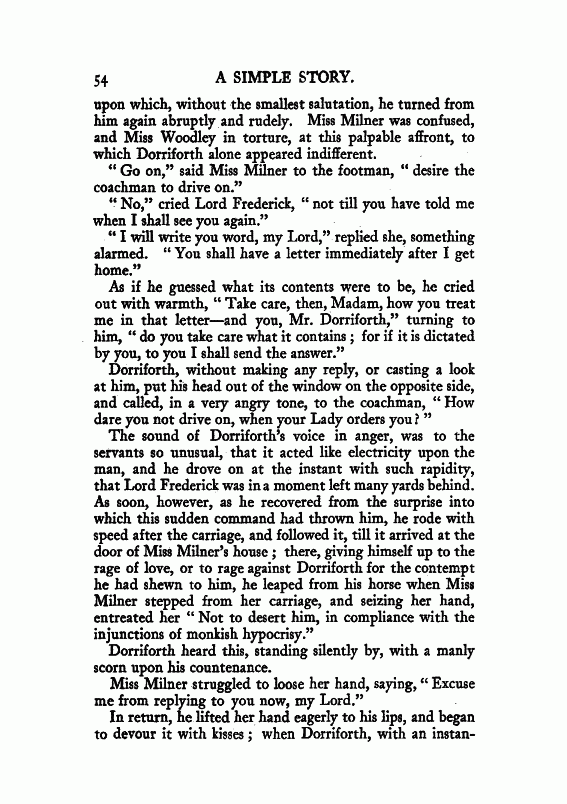 54 A SIMPLE STORY.
upon which, without the smallest salutation, he turned from
him again abruptly and rudely. Miss Milner was confused,
and Miss Woodley in torture, at this palpable affront, to
which Dorriforth alone appeared indifferent.
“ Go on,” said Miss Milner to the footman, “ desire the
coachman to drive on.”
“ No,” cried Lord Frederick, “ not till you have told me
when I shall see you again.”
“ I will write you word, my Lord,” replied she, something
alarmed. “ You shall have a letter immediately after I get
home.”
As if he guessed what its contents were to be, he cried
out with warmth, “ Take care, then, Madam, how you treat
me in that letter—and you, Mr. Dorriforth,” turning to
him, “ do you take care what it contains ; for if it is dictated
by you, to you I shall send the answer.”
Dorriforth, without making any reply, or casting a look
at him, put his head out of the window on the opposite side,
and called, in a very angry tone, to the coachman, “ How
dare you not drive on, when your Lady orders you ? ”
The sound of Dorriforth’s voice in anger, was to the
servants so unusual, that it acted like electricity upon the
man, and he drove on at the instant with such rapidity,
that Lord Frederick was in a moment left many yards behind.
As soon, however, as he recovered from the surprise into
which this sudden command had thrown him, he rode with
speed after the carriage, and followed it, till it arrived at the
door of Miss Milner’s house ; there, giving himself up to the
rage of love, or to rage against Dorriforth for the contempt
he had shewn to him, he leaped from his horse when Miss
Milner stepped from her carriage, and seizing her hand,
entreated her “ Not to desert him, in compliance with the
injunctions of monkish hypocrisy.”
Dorriforth heard this, standing silently by, with a manly
scorn upon his countenance.
Miss Milner struggled to loose her hand, saying, “ Excuse
me from replying to you now, my Lord.”
In return, he lifted her hand eagerly to his lips, and began
to devour it with kisses ; when Dorriforth, with an instan-